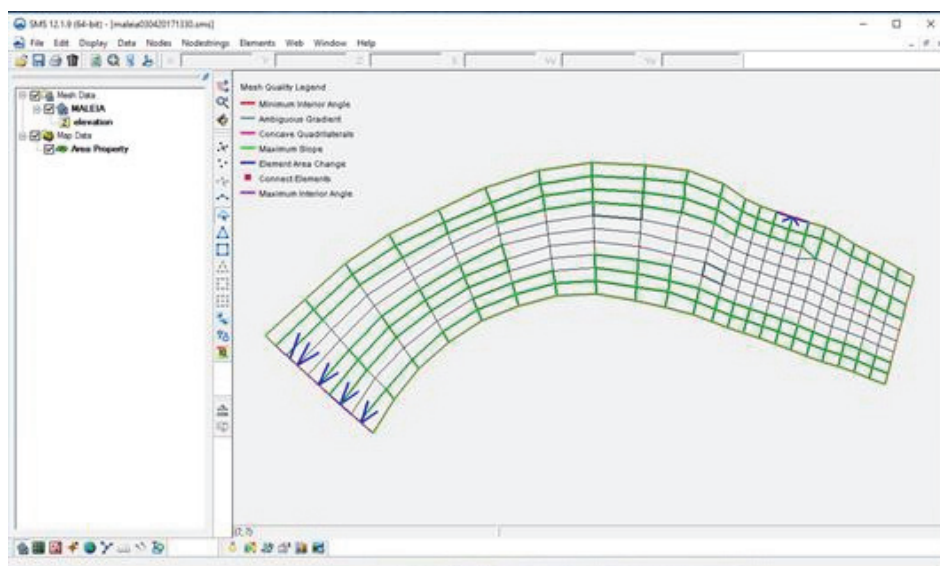 SMS 12.1.9 (64-bit) - [maleia030420171330.sms]
File Edit Display Data Nodes Nodestrings Elements Web Window Help
Mesh Data
MALEIA
elevation
Map Data
Area Property
Mesh Quality Legend
Minimum Interior Angle
Ambiguous Gradient
Concave Quadrilaterals
Maximum Slope
Element Area Change
Connect Elements
Maximum Interior Angle